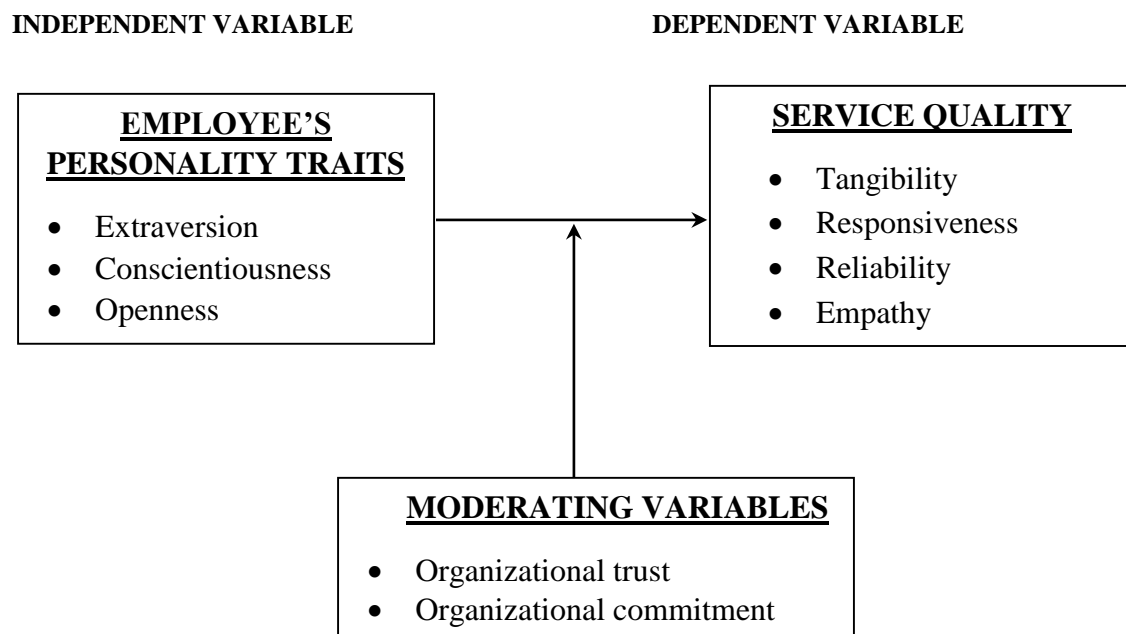 INDEPENDENT VARIABLE
DEPENDENT VARIABLE
EMPLOYEE’S
PERSONALITY TRAITS
• Extraversion
• Conscientiousness
• Openness
SERVICE QUALITY
• Tangibility
• Responsiveness
• Reliability
• Empathy
MODERATING VARIABLES
• Organizational trust
• Organizational commitment